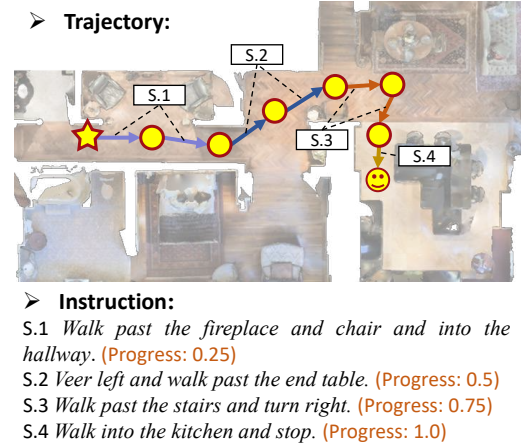 ➤ Trajectory:
S.2
S.1
S.3
S.4
➤ Instruction:
S.1 Walk past the fireplace and chair and into the
hallway. (Progress: 0.25)
S.2 Veer left and walk past the end table. (Progress: 0.5)
S.3 Walk past the stairs and turn right. (Progress: 0.75)
S.4 Walk into the kitchen and stop. (Progress: 1.0)